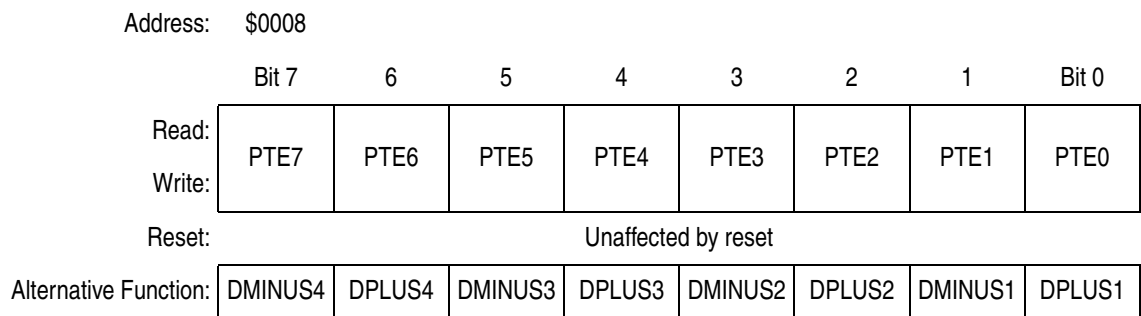 Address: $0008
Bit 7 6 5 4 3 2 1 Bit 0
Read:
PTE7 PTE6 PTE5 PTE4 PTE3 PTE2 PTE1 PTE0
Write:
Reset: Unaffected by reset
Alternative Function: DMINUS4 DPLUS4 DMINUS3 DPLUS3 DMINUS2 DPLUS2 DMINUS1 DPLUS1